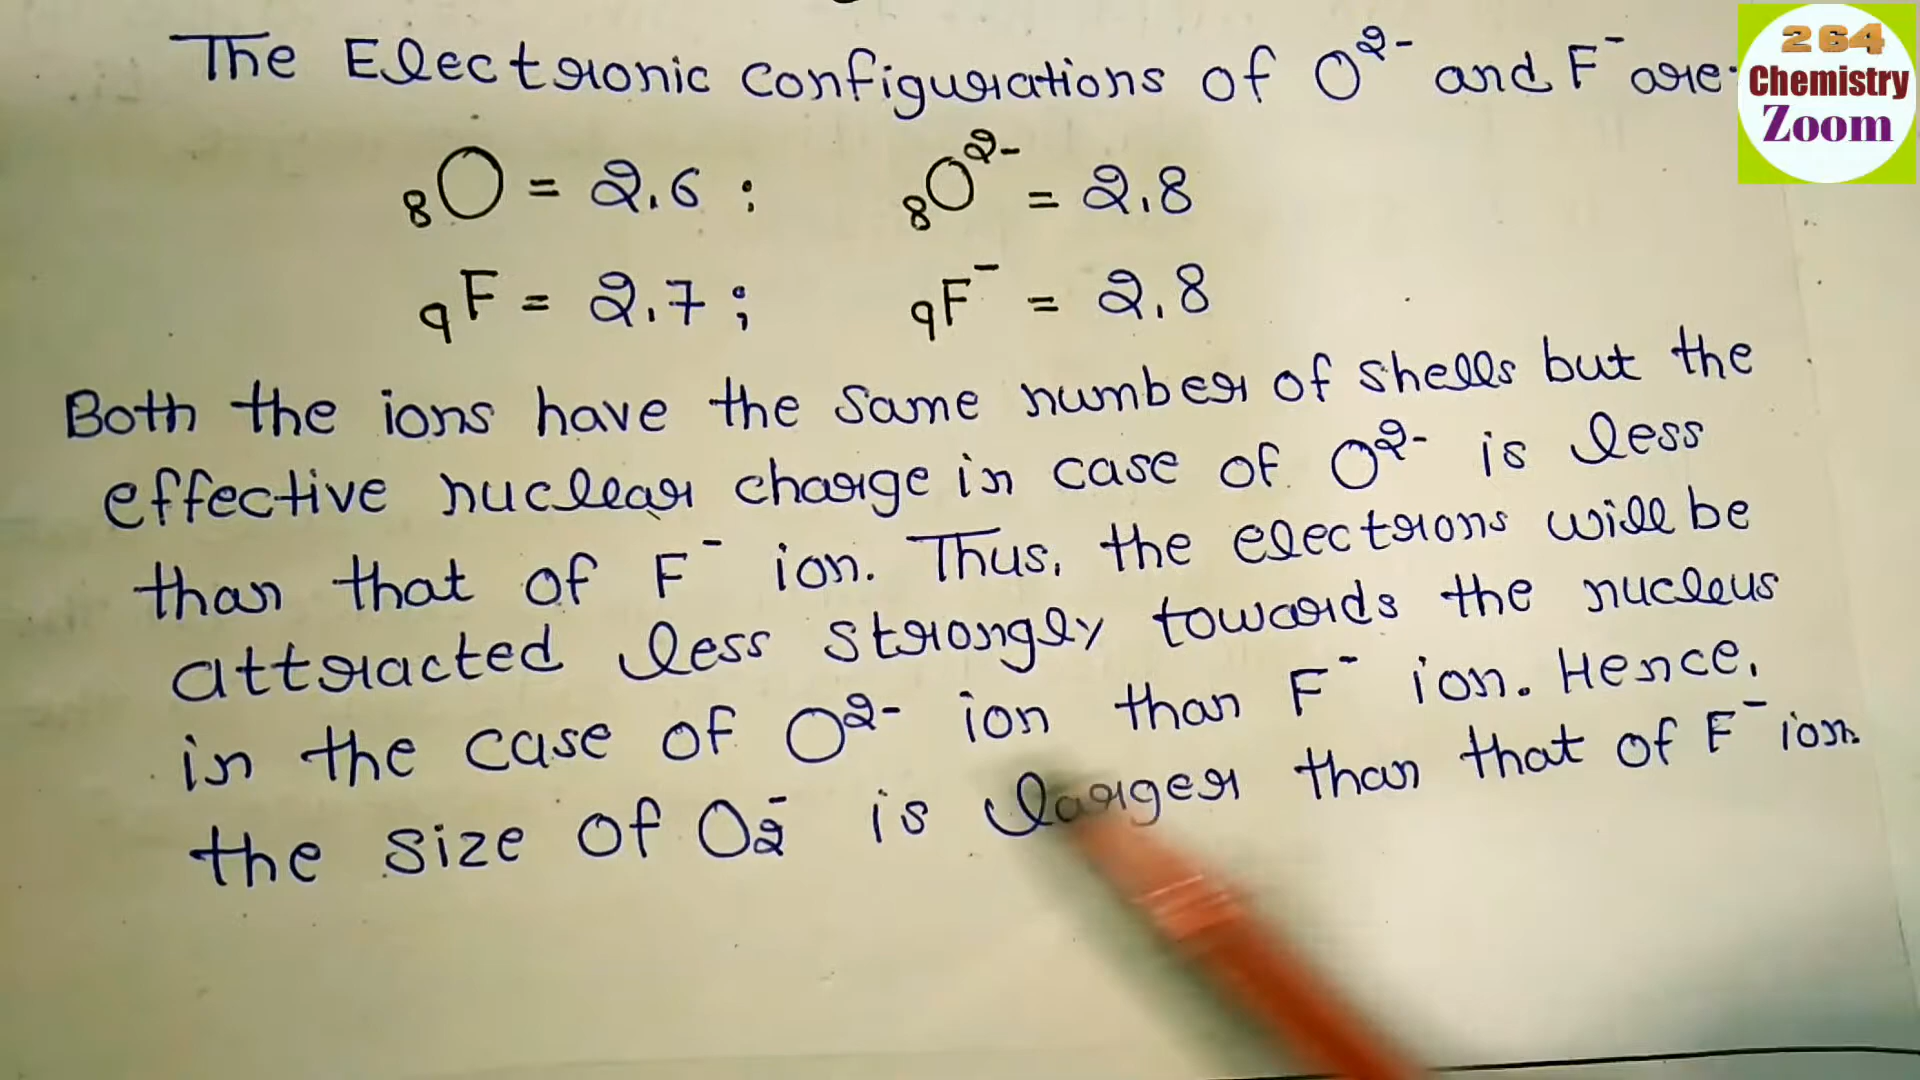 The Electronic configurations of O²⁻ and F⁻ are:
264
Chemistry
Zoom
₈O = 2.6 : ₈O²⁻ = 2.8
₉F = 2.7 ; ₉F⁻ = 2.8
Both the ions have the same number of shells but the
effective nuclear charge in case of O²⁻ is less
than that of F⁻ ion. Thus, the electrons will be
attracted less strongly towards the nucleus
in the case of O²⁻ ion than F⁻ ion. Hence,
the size of O₂⁻ is larger than that of F⁻ ion.